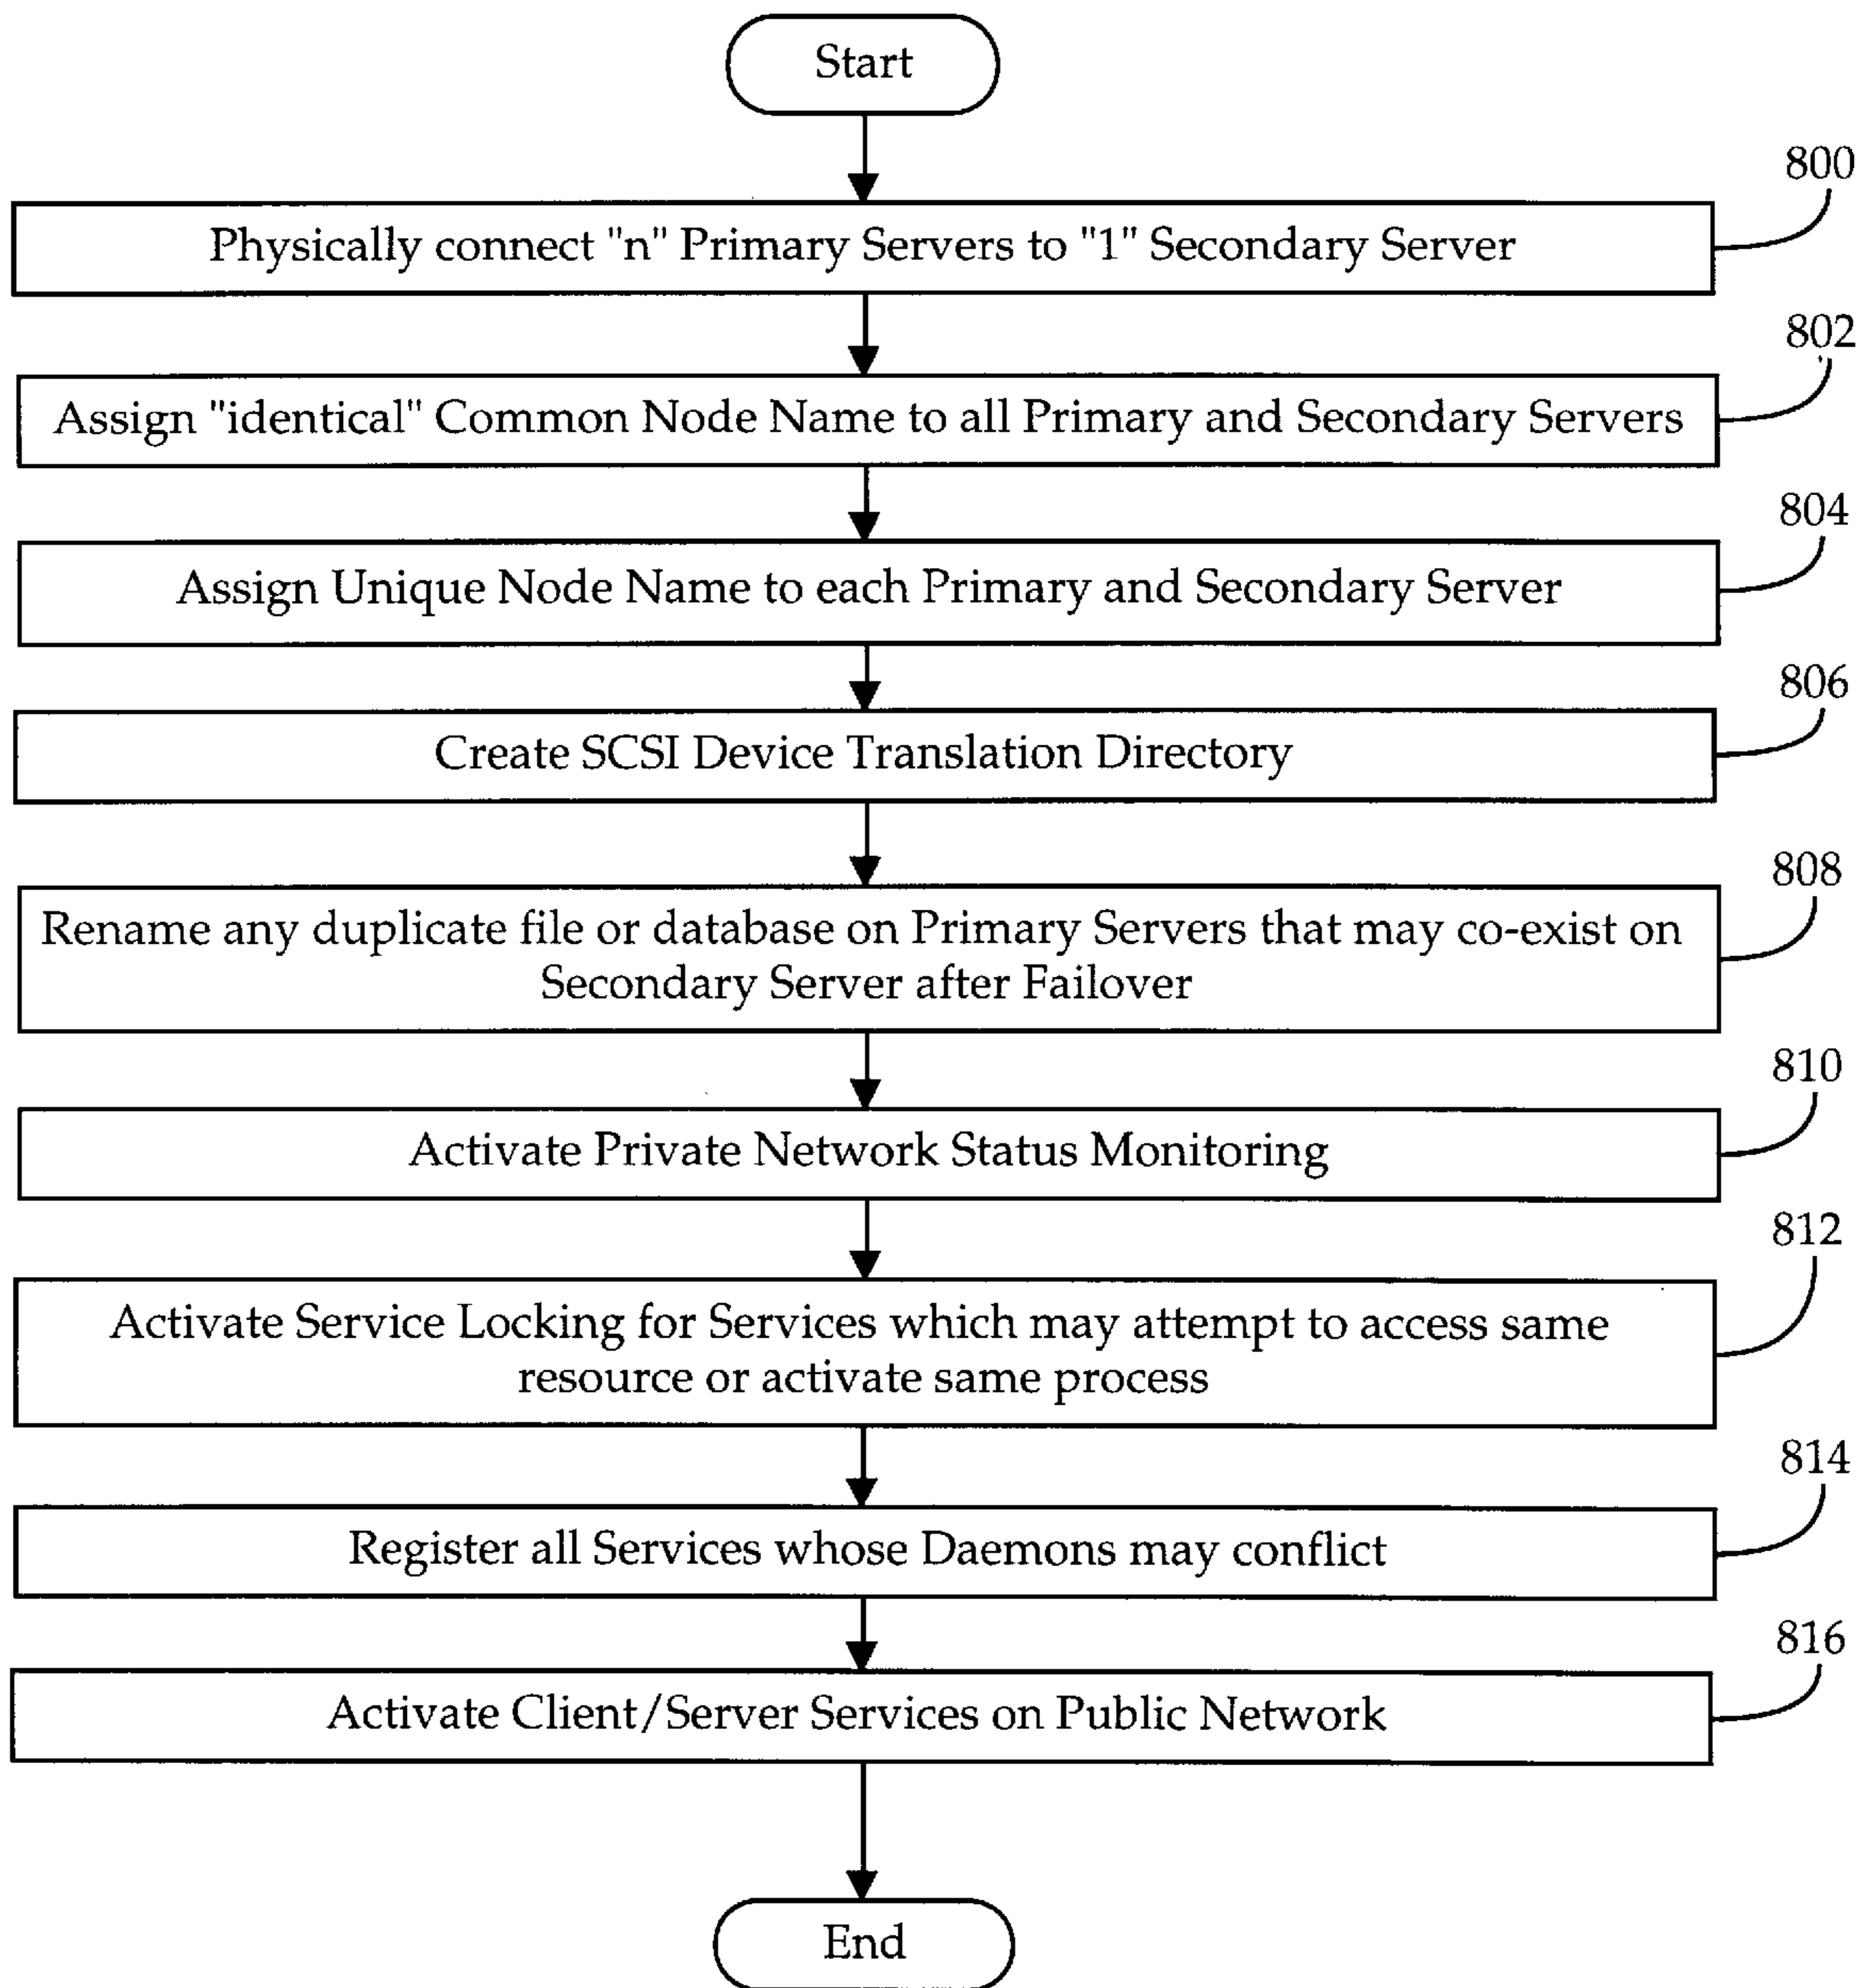 Start
800
Physically connect "n" Primary Servers to "1" Secondary Server
802
Assign "identical" Common Node Name to all Primary and Secondary Servers
804
Assign Unique Node Name to each Primary and Secondary Server
806
Create SCSI Device Translation Directory
808
Rename any duplicate file or database on Primary Servers that may co-exist on
Secondary Server after Failover
810
Activate Private Network Status Monitoring
812
Activate Service Locking for Services which may attempt to access same
resource or activate same process
814
Register all Services whose Daemons may conflict
816
Activate Client/Server Services on Public Network
End